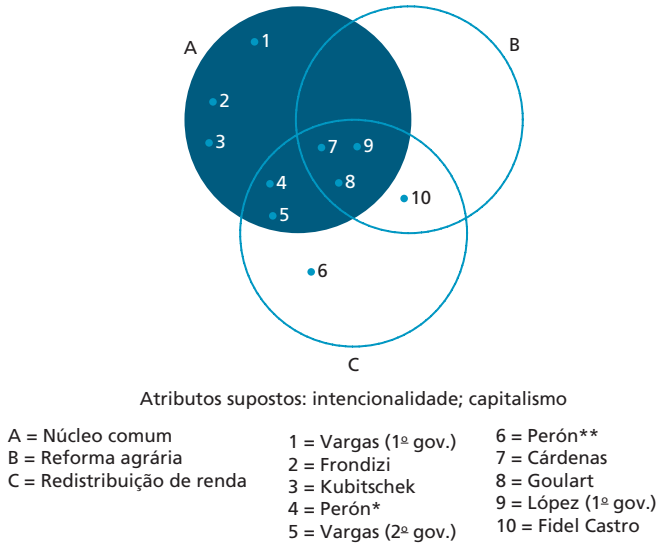 A
B
1
2
3
7
9
4
8
10
5
6
C
Atributos supostos: intencionalidade; capitalismo
A = Núcleo comum
B = Reforma agrária
C = Redistribuição de renda
1 = Vargas (1º gov.)
2 = Frondizi
3 = Kubitschek
4 = Perón*
5 = Vargas (2º gov.)
6 = Perón**
7 = Cárdenas
8 = Goulart
9 = López (1º gov.)
10 = Fidel Castro